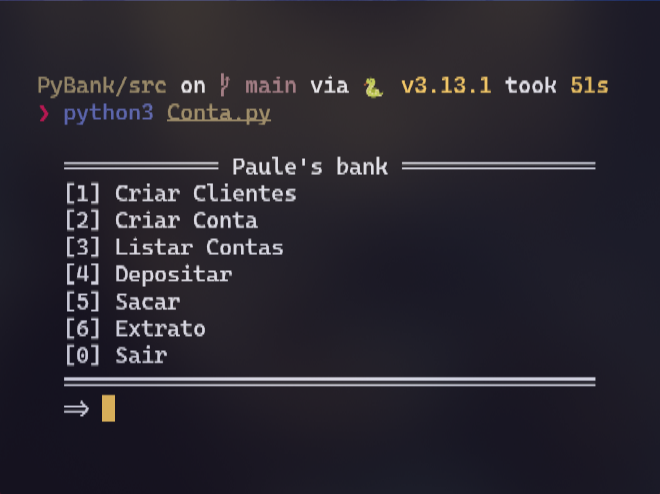 PyBank/src on main via v3.13.1 took 51s
❯ python3 Conta.py
═══════════ Paule's bank ═══════════
[1] Criar Clientes
[2] Criar Conta
[3] Listar Contas
[4] Depositar
[5] Sacar
[6] Extrato
[0] Sair
=>